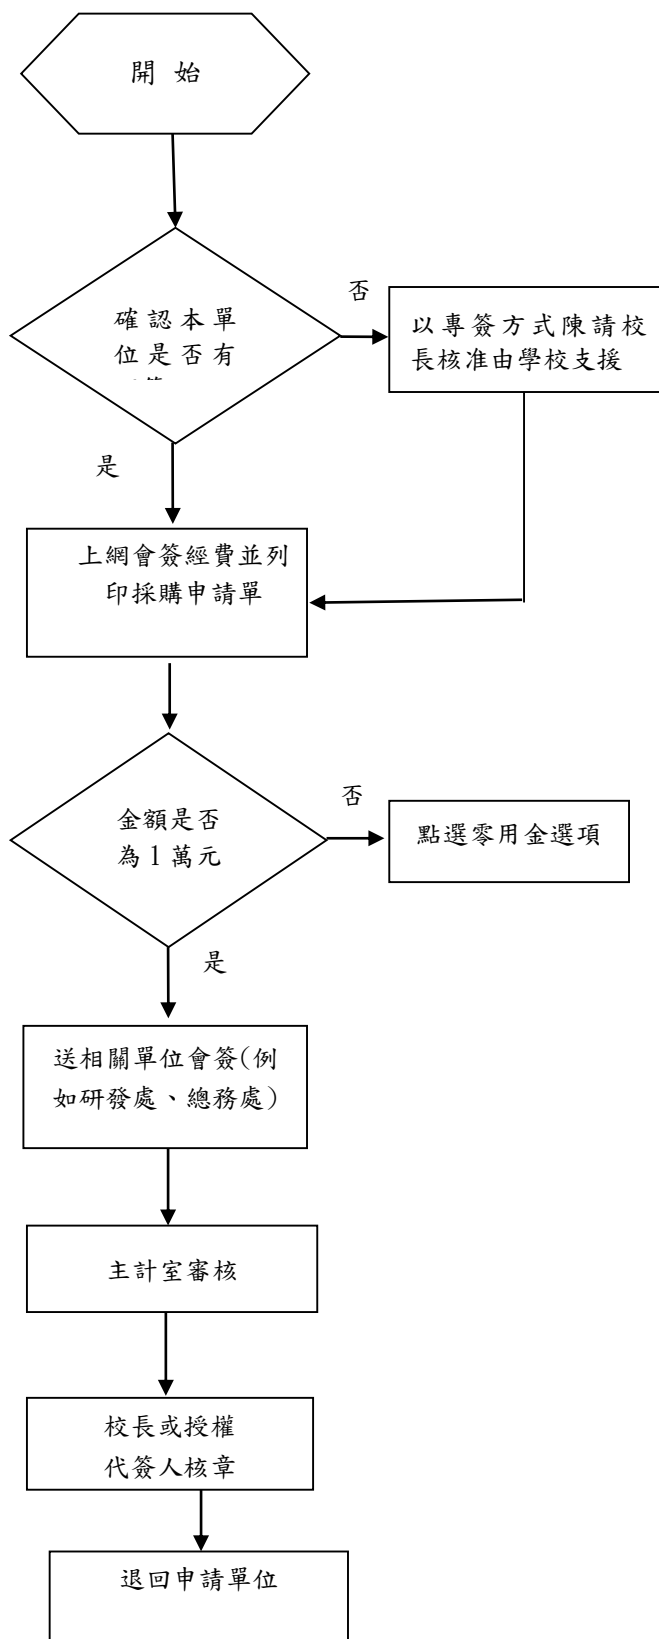 開 始
確認本單
位是否有
否
以專簽方式陳請校
長核准由學校支援
是
上網會簽經費並列
印採購申請單
金額是否
為1萬元
否
點選零用金選項
是
送相關單位會簽(例
如研發處、總務處)
主計室審核
校長或授權
代簽人核章
退回申請單位